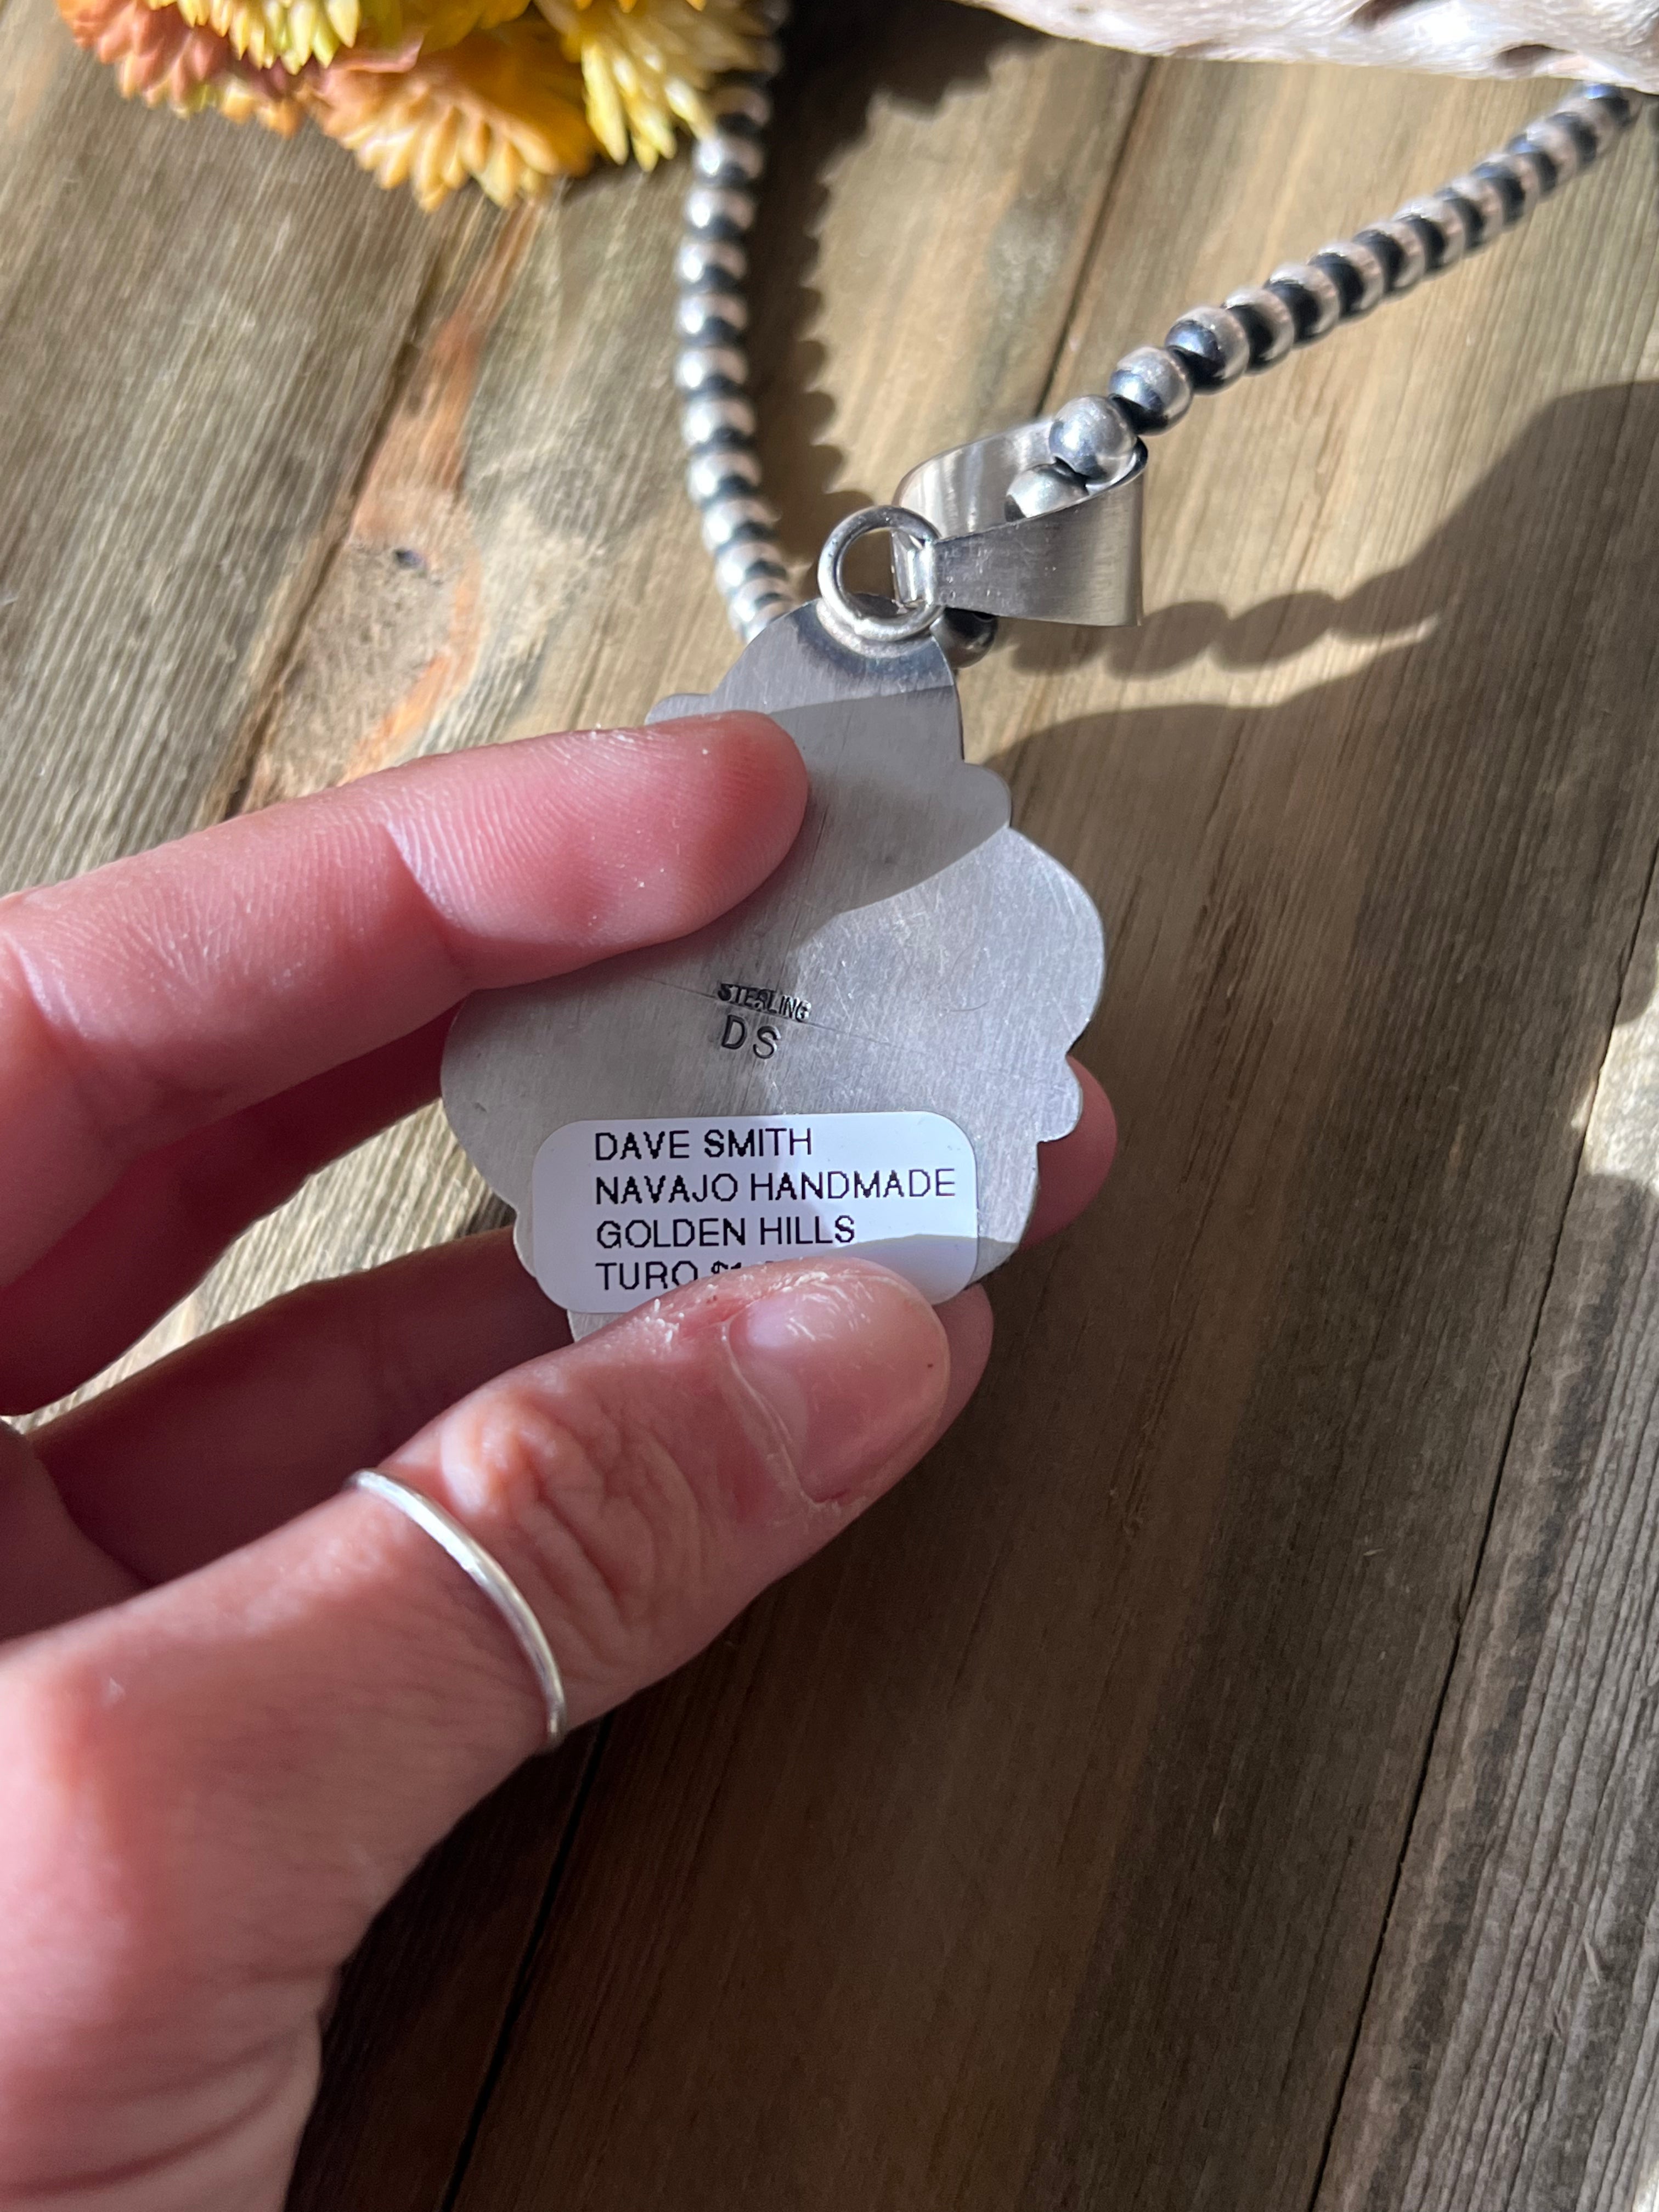 STERLING
DS
DAVE SMITH
NAVAJO HANDMADE
GOLDEN HILLS
TURQ